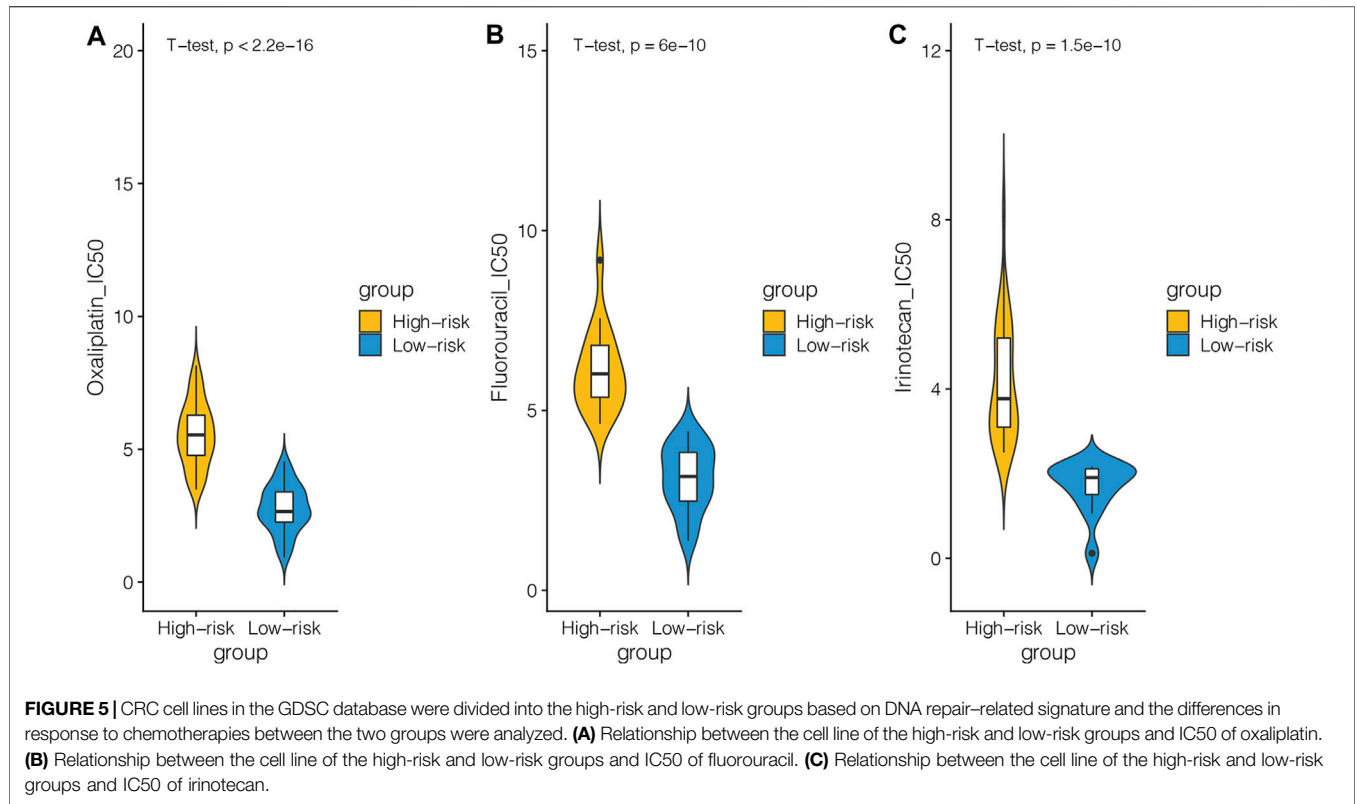 A
T−test, p < 2.2e−16
20
15
10
5
0
Oxaliplatin_IC50
High−risk
Low−risk
group
group
High−risk
Low−risk
B
T−test, p = 6e−10
15
10
5
0
Fluorouracil_IC50
High−risk
Low−risk
group
group
High−risk
Low−risk
C
T−test, p = 1.5e−10
12
8
4
0
Irinotecan_IC50
High−risk
Low−risk
group
group
High−risk
Low−risk
FIGURE 5 | CRC cell lines in the GDSC database were divided into the high-risk and low-risk groups based on DNA repair–related signature and the differences in
response to chemotherapies between the two groups were analyzed. (A) Relationship between the cell line of the high-risk and low-risk groups and IC50 of oxaliplatin.
(B) Relationship between the cell line of the high-risk and low-risk groups and IC50 of fluorouracil. (C) Relationship between the cell line of the high-risk and low-risk
groups and IC50 of irinotecan.